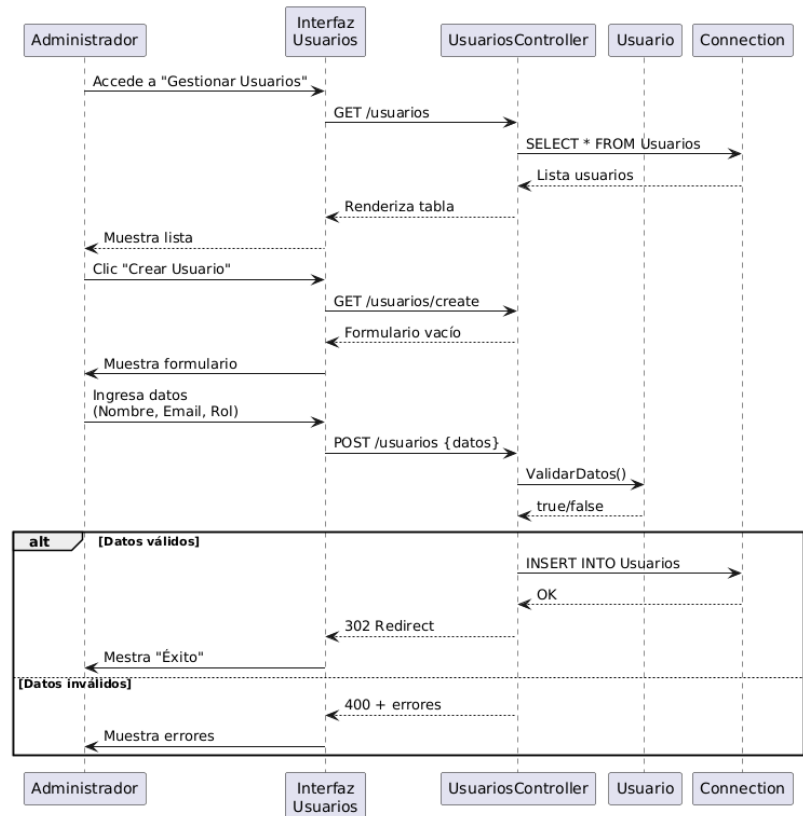 Administrador
Interfaz
Usuarios
UsuariosController
Usuario
Connection
Accede a "Gestionar Usuarios"
GET /usuarios
SELECT * FROM Usuarios
Lista usuarios
Renderiza tabla
Muestra lista
Clic "Crear Usuario"
GET /usuarios/create
Formulario vacío
Muestra formulario
Ingresa datos
(Nombre, Email, Rol)
POST /usuarios {datos}
ValidarDatos()
true/false
alt [Datos válidos]
INSERT INTO Usuarios
OK
302 Redirect
Mestra "Éxito"
[Datos inválidos]
400 + errores
Muestra errores
Administrador
Interfaz
Usuarios
UsuariosController
Usuario
Connection